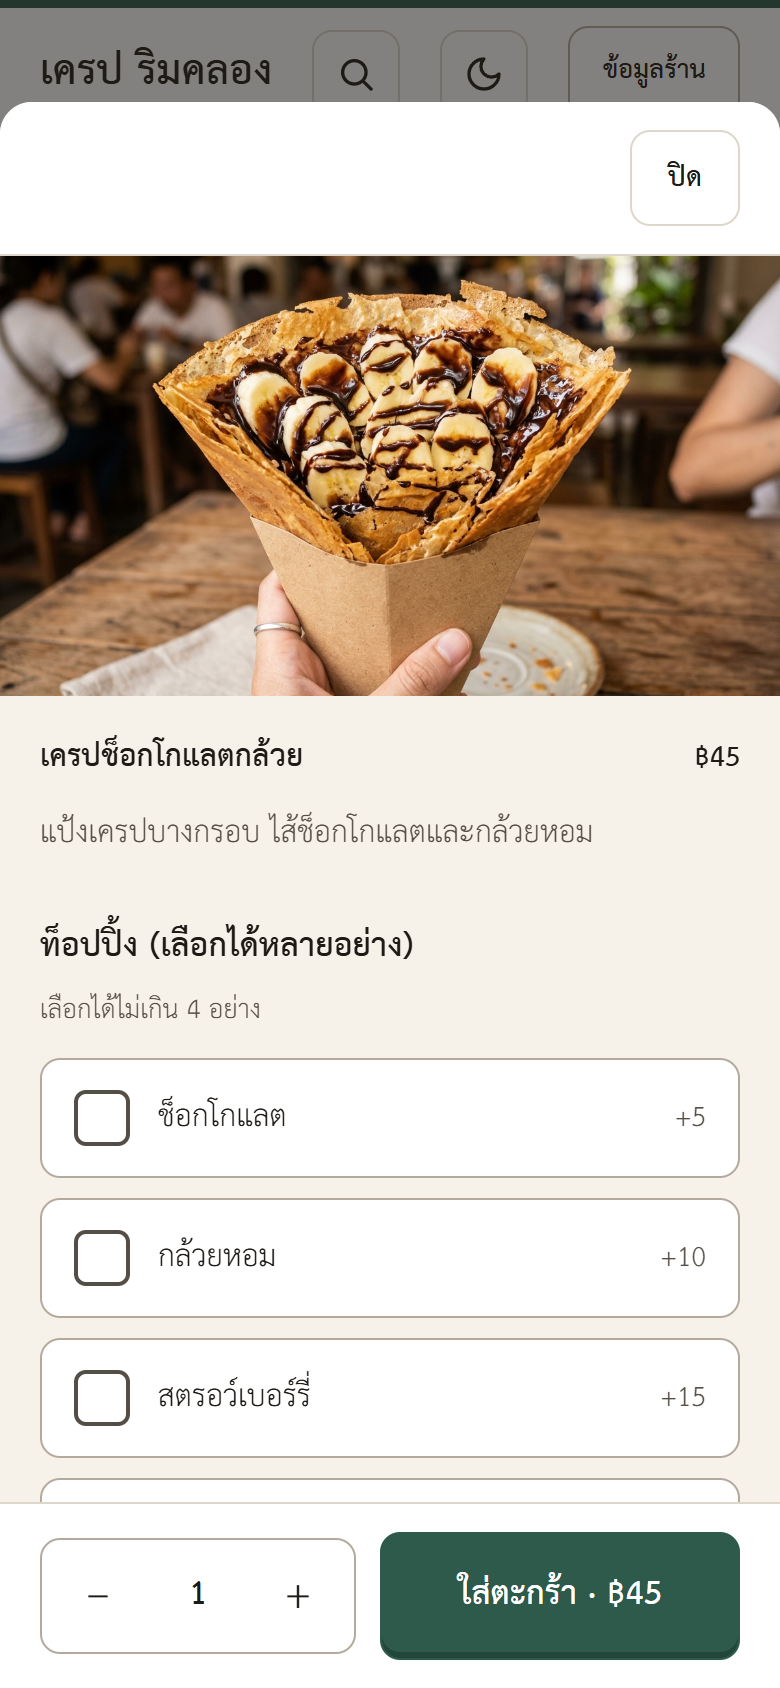 เครป ริมคลอง
ข้อมูลร้าน
ปิด
เครปช็อกโกแลตกล้วย ฿45
แป้งเครปบางกรอบ ไส้ช็อกโกแลตและกล้วยหอม
ท็อปปิ้ง (เลือกได้หลายอย่าง)
เลือกได้ไม่เกิน 4 อย่าง
ช็อกโกแลต +5
กล้วยหอม +10
สตรอว์เบอร์รี่ +15
− 1 +
ใส่ตะกร้า · ฿45